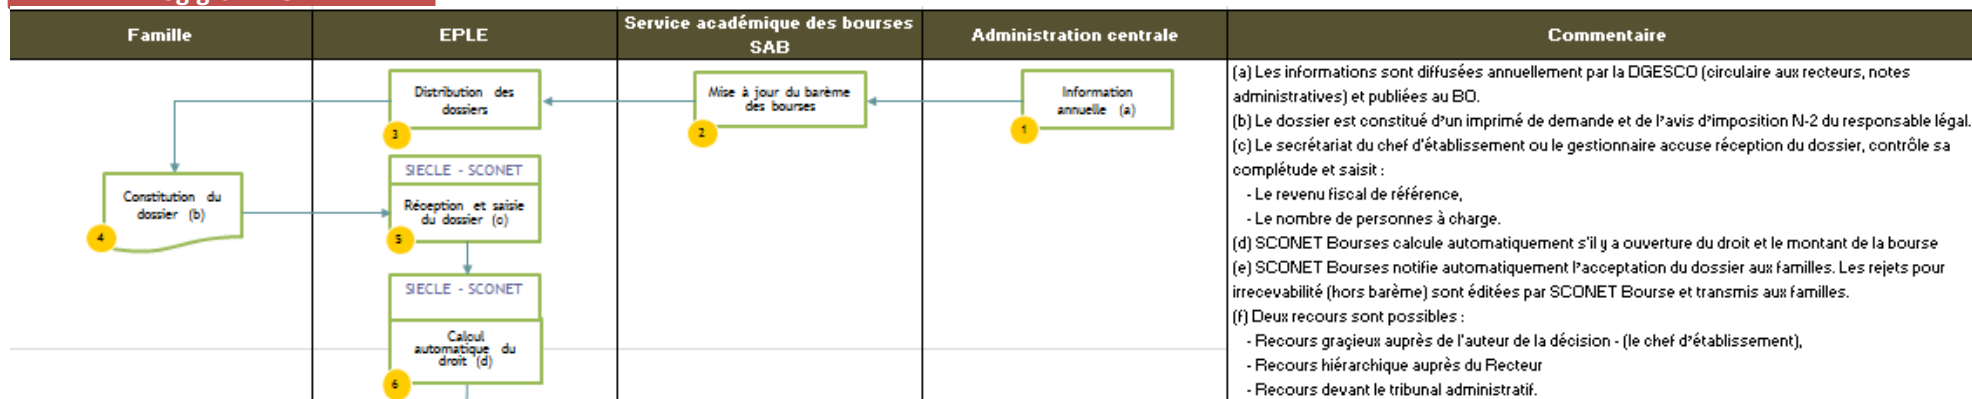 Famille
EPLE
Service académique des bourses
SAB
Administration centrale
Commentaire
Distribution des
dossiers
3
Mise à jour du barème
des bourses
2
Information
annuelle (a)
1
Constitution du
dossier (b)
4
SIECLE - SCONET
Réception et saisie
du dossier (c)
5
SIECLE - SCONET
Calcul
automatique du
droit (d)
6
(a) Les informations sont diffusées annuellement par la DGESCO (circulaire aux recteurs, notes
administratives) et publiées au BO.
(b) Le dossier est constitué d'un imprimé de demande et de l'avis d'imposition N-2 du responsable légal.
(c) Le secrétariat du chef d'établissement ou le gestionnaire accuse réception du dossier, contrôle sa
complétude et saisit :
- Le revenu fiscal de référence,
- Le nombre de personnes à charge.
(d) SCONET Bourses calcule automatiquement s'il y a ouverture du droit et le montant de la bourse
(e) SCONET Bourses notifie automatiquement l'acceptation du dossier aux familles. Les rejets pour
irrecevabilité (hors barème) sont éditées par SCONET Bourse et transmis aux familles.
(f) Deux recours sont possibles :
- Recours graçieux auprès de l'auteur de la décision - (le chef d'établissement),
- Recours hiérarchique auprès du Recteur
- Recours devant le tribunal administratif.